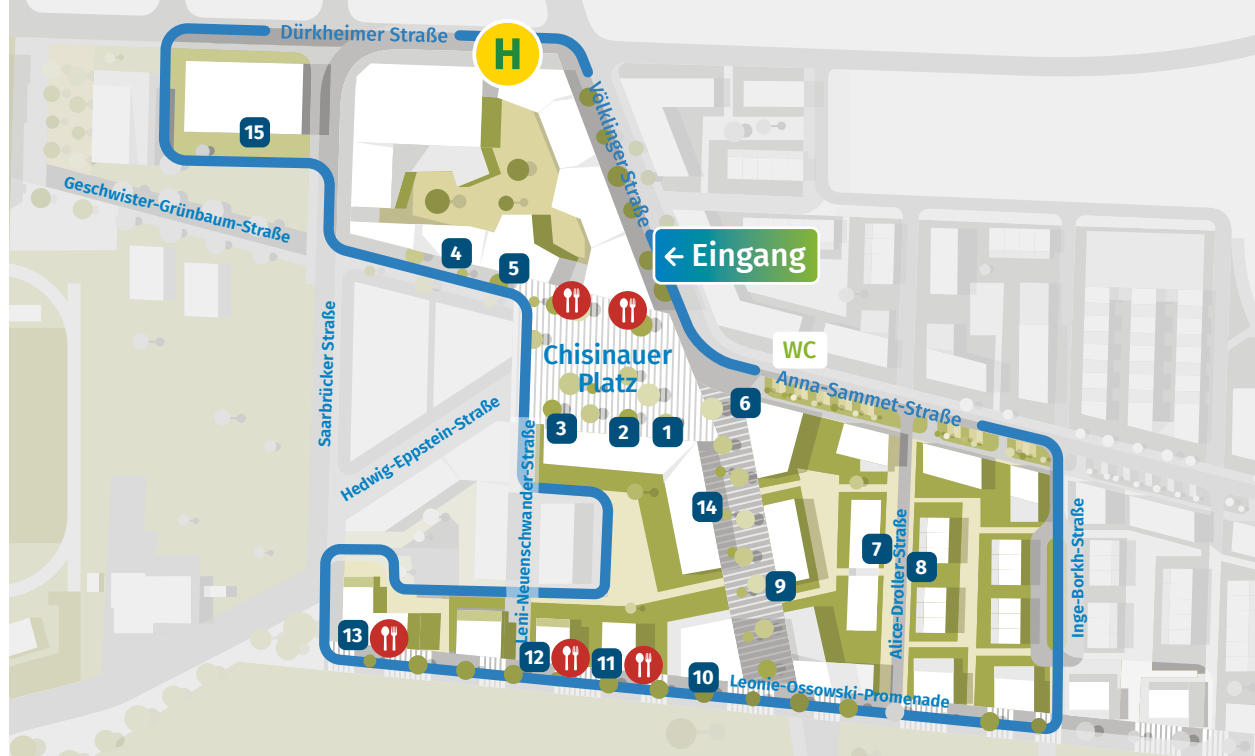 Dürkheimer Straße
H
Völklinger Straße
15
Geschwister-Grünbaum-Straße
← Eingang
4
5
Saarbrücker Straße
Chisinauer
Platz
WC
Anna-Sammet-Straße
6
3
2
1
Hedwig-Eppstein-Straße
Leni-Neuenschwander-Straße
14
7
8
Alice-Droller-Straße
Inge-Borkh-Straße
9
13
12
11
10
Leonie-Ossowski-Promenade